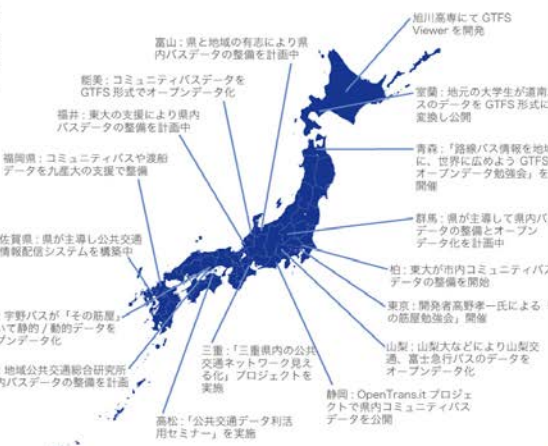 旭川高専にて GTFS
Viewer を開発
富山 : 県と地域の有志により県
内バスデータの整備を計画中
能美 : コミュニティバスデータを
GTFS 形式でオープンデータ化
室蘭 : 地元の大学生が道南
スのデータを GTFS 形式に
変換し公開
福井 : 東大の支援により県内
バスデータの整備を計画中
青森 : 「路線バス情報を地域
に、世界に広めよう GTFS
オープンデータ勉強会」を
開催
福岡県 : コミュニティバスや渡船
データを九産大の支援で整備
群馬 : 県が主導して県内バ
データの整備とオープン
データ化を計画中
佐賀県 : 県が主導し公共交通
情報配信システムを構築中
柏 : 東大が市内コミュニティバス
データの整備を開始
: 宇野バスが「その筋屋」
いて静的 / 動的データを
プンデータ化
東京 : 開発者高野孝一氏による
の筋屋勉強会」開催
山梨 : 山梨大などにより山梨交
通、富士急行バスのデータを
オープンデータ化
: 地域公共交通総合研究所
内バスデータの整備を計画
三重 : 「三重県内の公共
交通ネットワーク見え
る化」プロジェクトを
実施
静岡 : OpenTrans.it プロジェ
クトで県内コミュニティバス
データを公開
高松 : 「公共交通データ利活
用セミナー」を実施